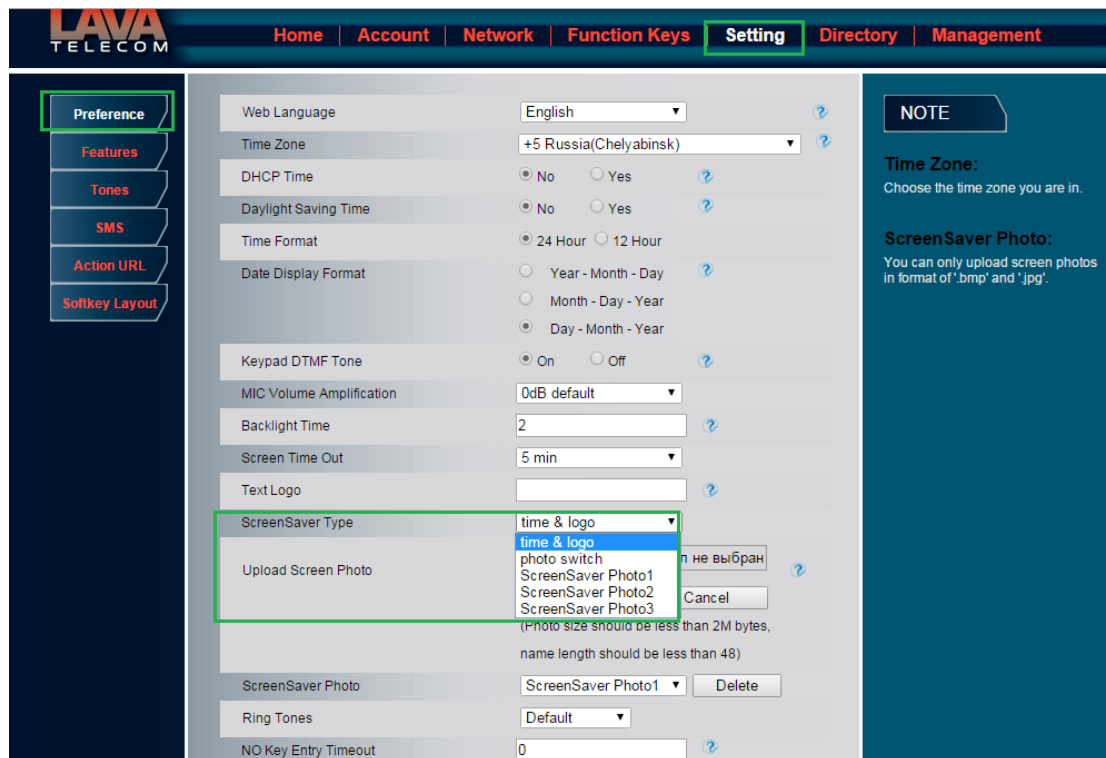 LAVA
TELECOM
Home | Account | Network | Function Keys | Setting | Directory | Management
Preference
Features
Tones
SMS
Action URL
Softkey Layout
Web Language English
Time Zone +5 Russia(Chelyabinsk)
DHCP Time No Yes
Daylight Saving Time No Yes
Time Format 24 Hour 12 Hour
Date Display Format Year - Month - Day
Month - Day - Year
Day - Month - Year
Keypad DTMF Tone On Off
MIC Volume Amplification 0dB default
Backlight Time 2
Screen Time Out 5 min
Text Logo
ScreenSaver Type time & logo
time & logo
photo switch
ScreenSaver Photo1
ScreenSaver Photo2
ScreenSaver Photo3
Upload Screen Photo не выбран
Cancel
(Photo size should be less than 2M bytes,
name length should be less than 48)
ScreenSaver Photo ScreenSaver Photo1 Delete
Ring Tones Default
NO Key Entry Timeout 0
NOTE
Time Zone:
Choose the time zone you are in.
ScreenSaver Photo:
You can only upload screen photos
in format of '.bmp' and '.jpg'.